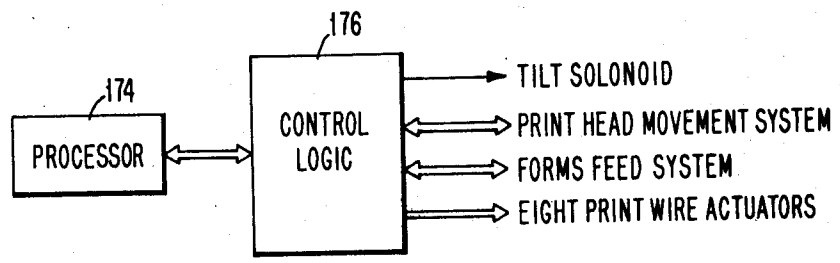 174
PROCESSOR
176
CONTROL
LOGIC
TILT SOLONOID
PRINT HEAD MOVEMENT SYSTEM
FORMS FEED SYSTEM
EIGHT PRINT WIRE ACTUATORS